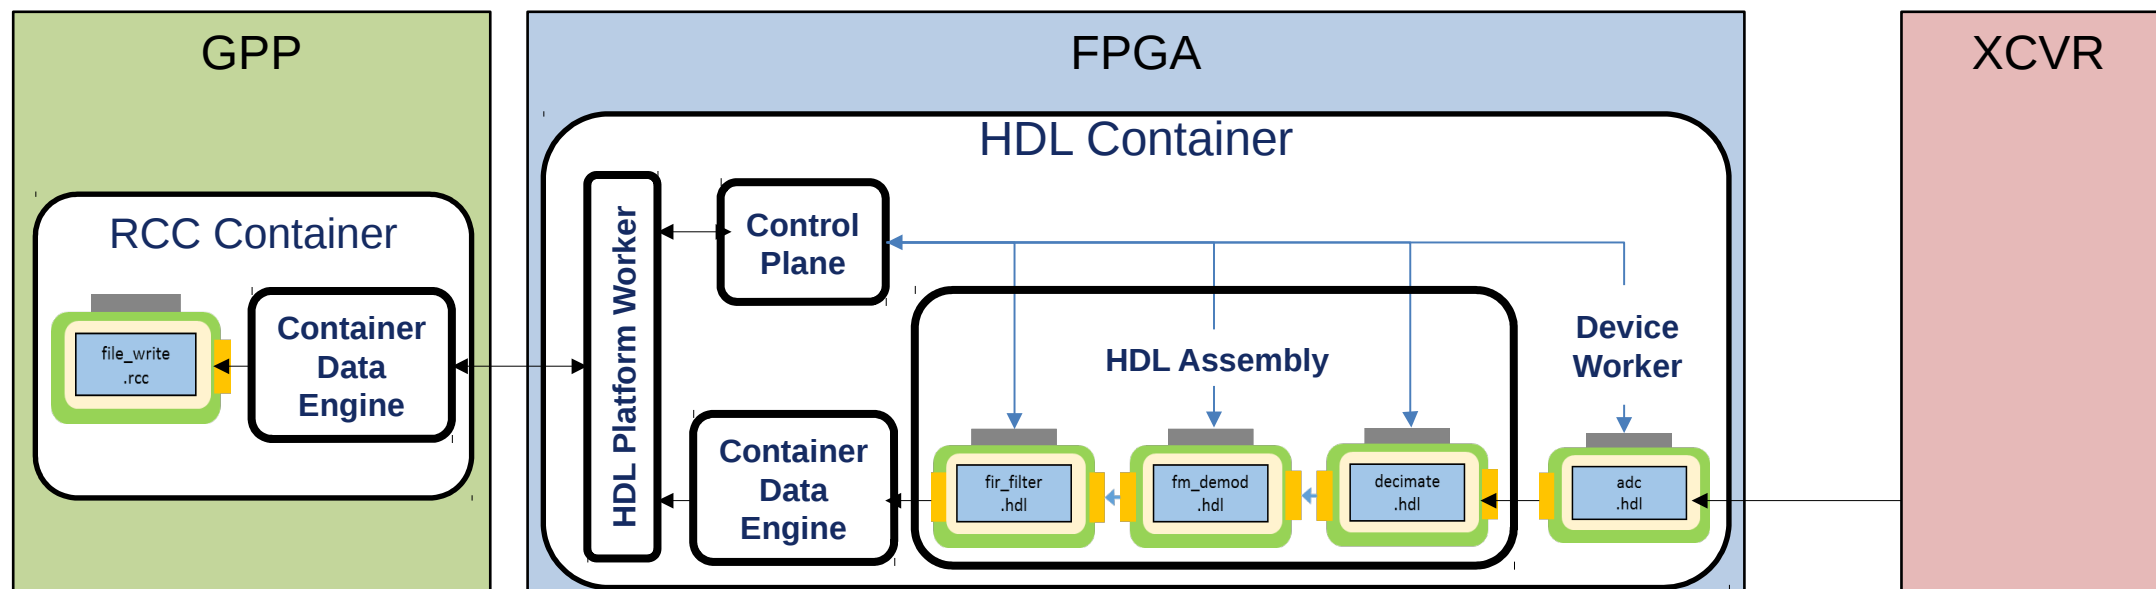 GPP
FPGA
XCVR
HDL Container
RCC Container
HDL Platform Worker
Control
Plane
Container
Data
Engine
file_write
.rcc
HDL Assembly
Device
Worker
Container
Data
Engine
fir_filter
.hdl
fm_demod
.hdl
decimate
.hdl
adc
.hdl